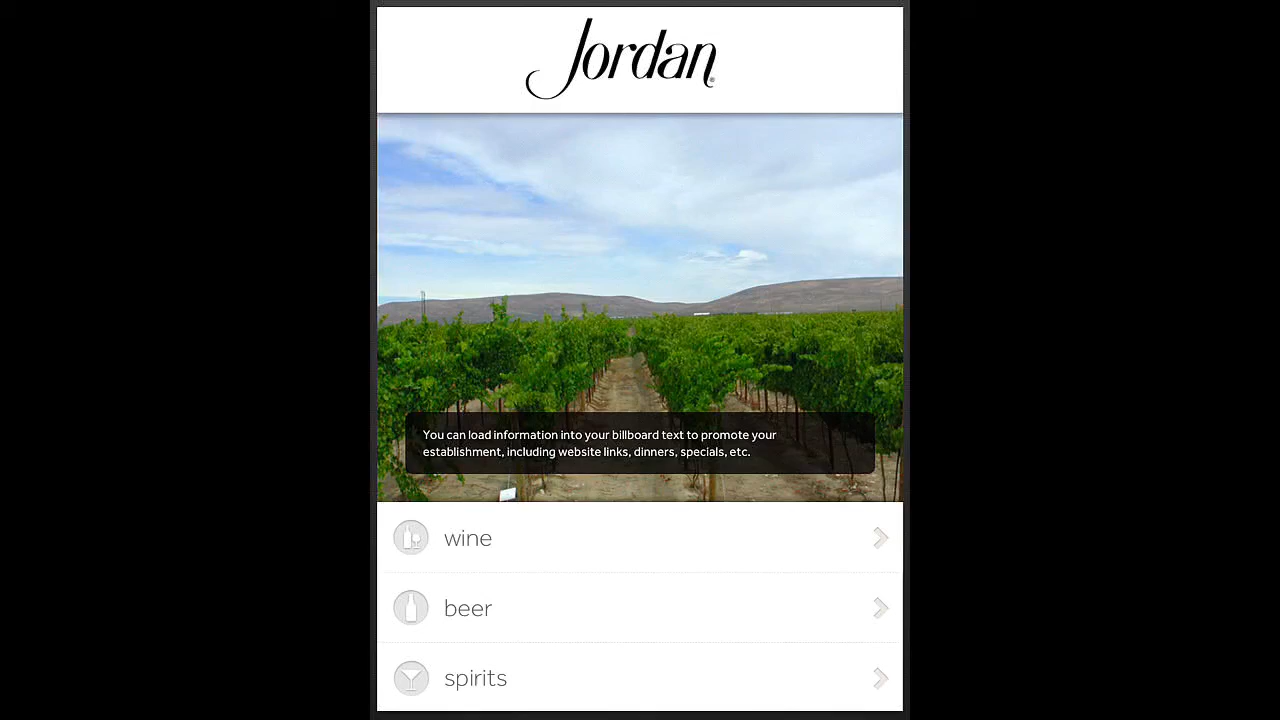 Jordan®
You can load information into your billboard text to promote your
establishment, including website links, dinners, specials, etc.
wine
beer
spirits